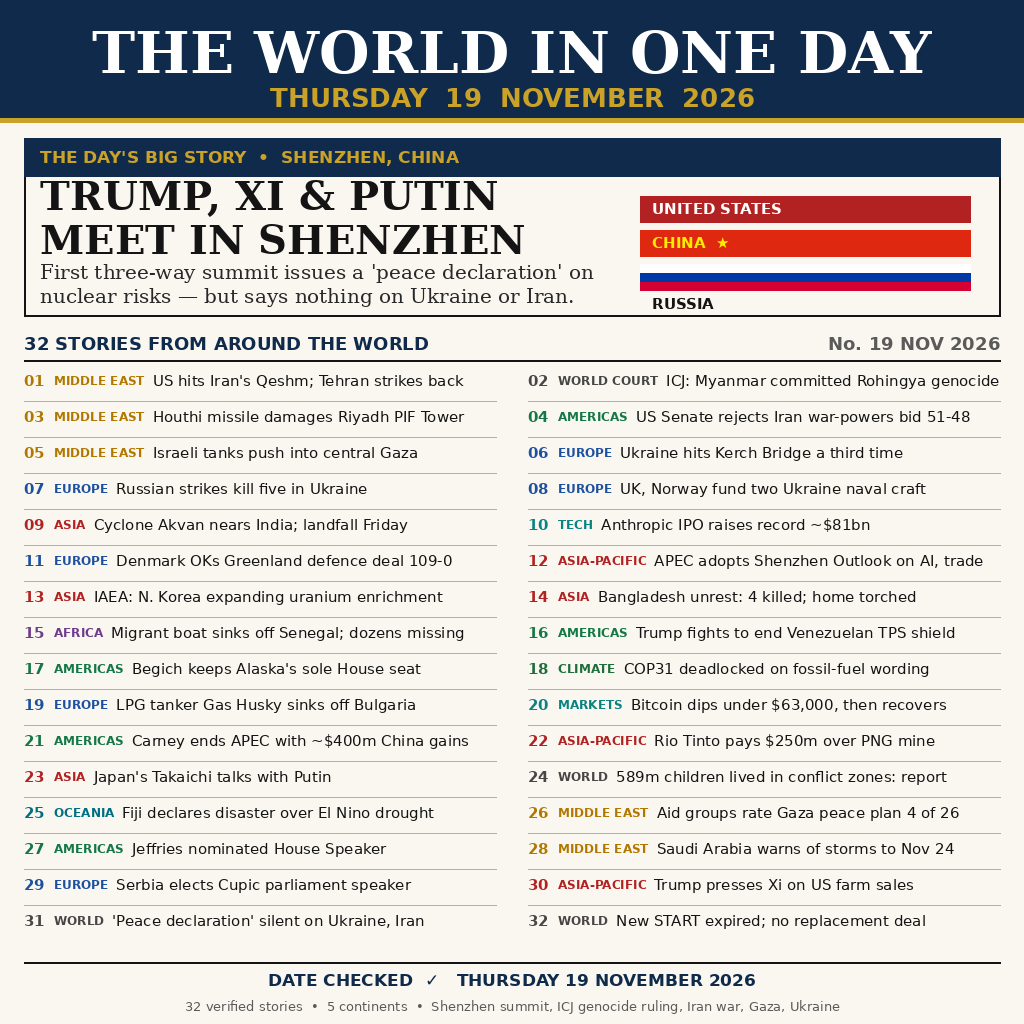 THE WORLD IN ONE DAY
THURSDAY 19 NOVEMBER 2026
THE DAY'S BIG STORY • SHENZHEN, CHINA
TRUMP, XI & PUTIN
MEET IN SHENZHEN
First three-way summit issues a 'peace declaration' on
nuclear risks — but says nothing on Ukraine or Iran.
UNITED STATES
CHINA ★
RUSSIA
32 STORIES FROM AROUND THE WORLD
No. 19 NOV 2026
01 MIDDLE EAST US hits Iran's Qeshm; Tehran strikes back
02 WORLD COURT ICJ: Myanmar committed Rohingya genocide
03 MIDDLE EAST Houthi missile damages Riyadh PIF Tower
04 AMERICAS US Senate rejects Iran war-powers bid 51-48
05 MIDDLE EAST Israeli tanks push into central Gaza
06 EUROPE Ukraine hits Kerch Bridge a third time
07 EUROPE Russian strikes kill five in Ukraine
08 EUROPE UK, Norway fund two Ukraine naval craft
09 ASIA Cyclone Akvan nears India; landfall Friday
10 TECH Anthropic IPO raises record ~$81bn
11 EUROPE Denmark OKs Greenland defence deal 109-0
12 ASIA-PACIFIC APEC adopts Shenzhen Outlook on AI, trade
13 ASIA IAEA: N. Korea expanding uranium enrichment
14 ASIA Bangladesh unrest: 4 killed; home torched
15 AFRICA Migrant boat sinks off Senegal; dozens missing
16 AMERICAS Trump fights to end Venezuelan TPS shield
17 AMERICAS Begich keeps Alaska's sole House seat
18 CLIMATE COP31 deadlocked on fossil-fuel wording
19 EUROPE LPG tanker Gas Husky sinks off Bulgaria
20 MARKETS Bitcoin dips under $63,000, then recovers
21 AMERICAS Carney ends APEC with ~$400m China gains
22 ASIA-PACIFIC Rio Tinto pays $250m over PNG mine
23 ASIA Japan's Takaichi talks with Putin
24 WORLD 589m children lived in conflict zones: report
25 OCEANIA Fiji declares disaster over El Nino drought
26 MIDDLE EAST Aid groups rate Gaza peace plan 4 of 26
27 AMERICAS Jeffries nominated House Speaker
28 MIDDLE EAST Saudi Arabia warns of storms to Nov 24
29 EUROPE Serbia elects Cupic parliament speaker
30 ASIA-PACIFIC Trump presses Xi on US farm sales
31 WORLD 'Peace declaration' silent on Ukraine, Iran
32 WORLD New START expired; no replacement deal
DATE CHECKED ✓ THURSDAY 19 NOVEMBER 2026
32 verified stories • 5 continents • Shenzhen summit, ICJ genocide ruling, Iran war, Gaza, Ukraine